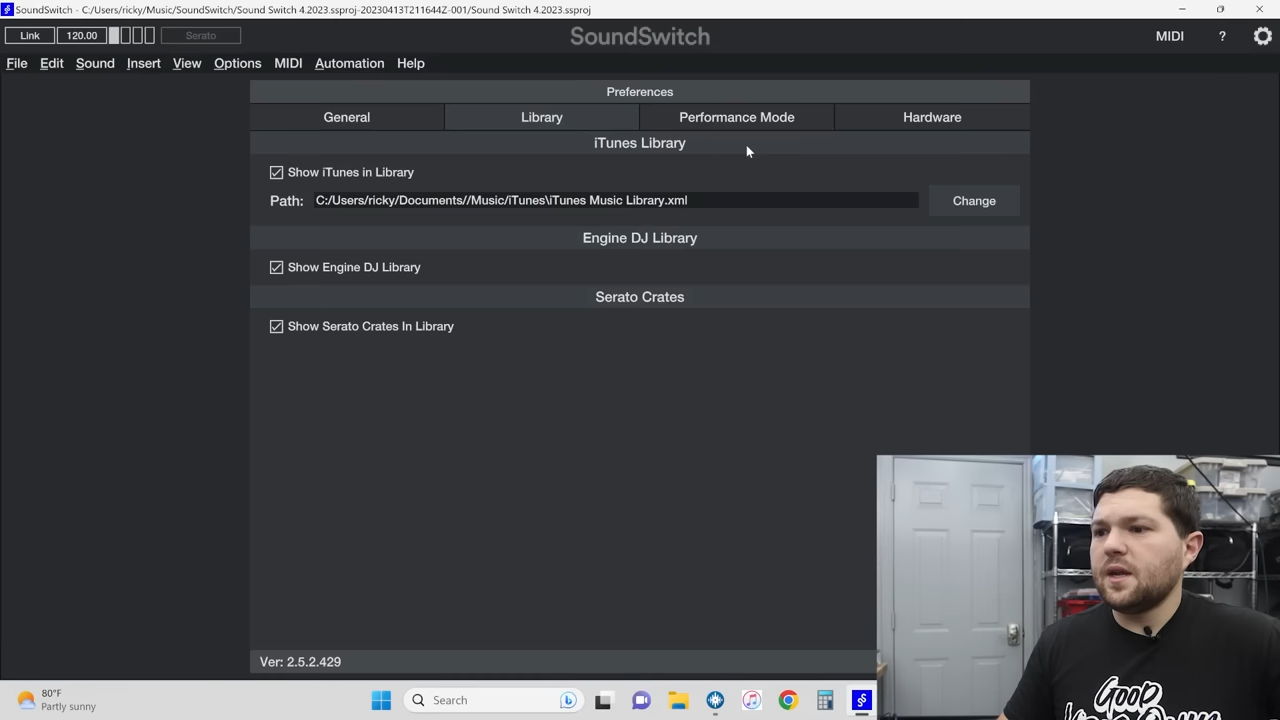 SoundSwitch - C:/Users/ricky/Music/SoundSwitch/Sound Switch 4.2023.ssproj-20230413T211644Z-001/Sound Switch 4.2023.ssproj
Link 120.00 Serato SoundSwitch MIDI ?
File Edit Sound Insert View Options MIDI Automation Help
Preferences
General Library Performance Mode Hardware
iTunes Library
Show iTunes in Library
Path: C:/Users/ricky/Documents//Music/iTunes\iTunes Music Library.xml Change
Engine DJ Library
Show Engine DJ Library
Serato Crates
Show Serato Crates In Library
Ver: 2.5.2.429
80°F
Partly sunny
Search
GOOD